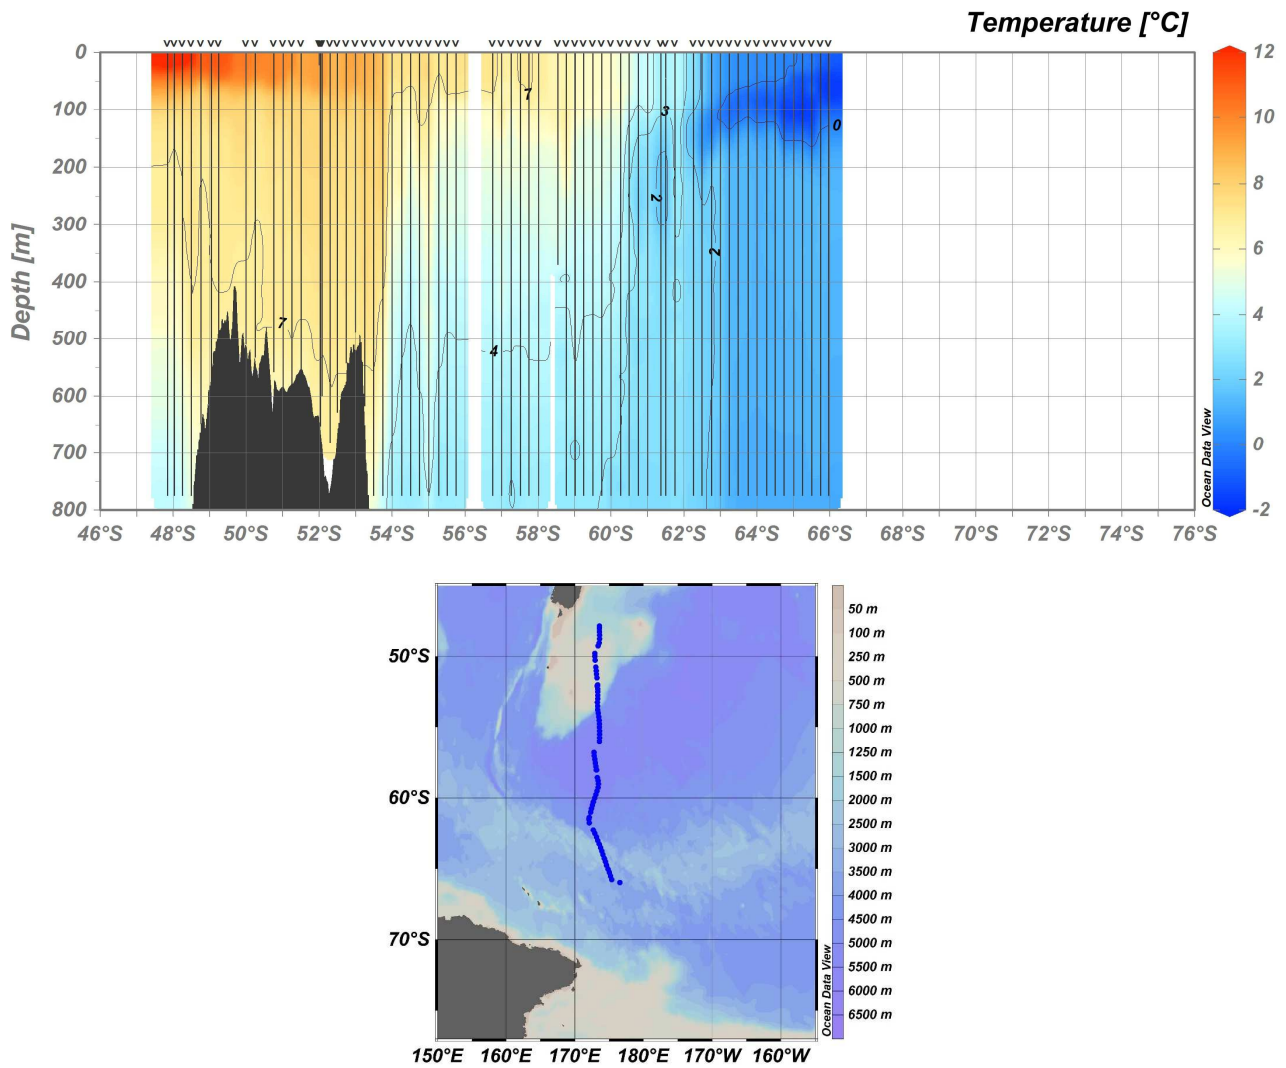 Temperature [°C]
0
100
200
300
400
500
600
700
800
Depth [m]
46°S 48°S 50°S 52°S 54°S 56°S 58°S 60°S 62°S 64°S 66°S 68°S 70°S 72°S 74°S 76°S
7
3
0
2
2
7
4
12
10
8
6
4
2
0
-2
Ocean Data View
50°S
60°S
70°S
150°E 160°E 170°E 180°E 170°W 160°W
50 m
100 m
250 m
500 m
750 m
1000 m
1250 m
1500 m
2000 m
2500 m
3000 m
3500 m
4000 m
4500 m
5000 m
5500 m
6000 m
6500 m
Ocean Data View